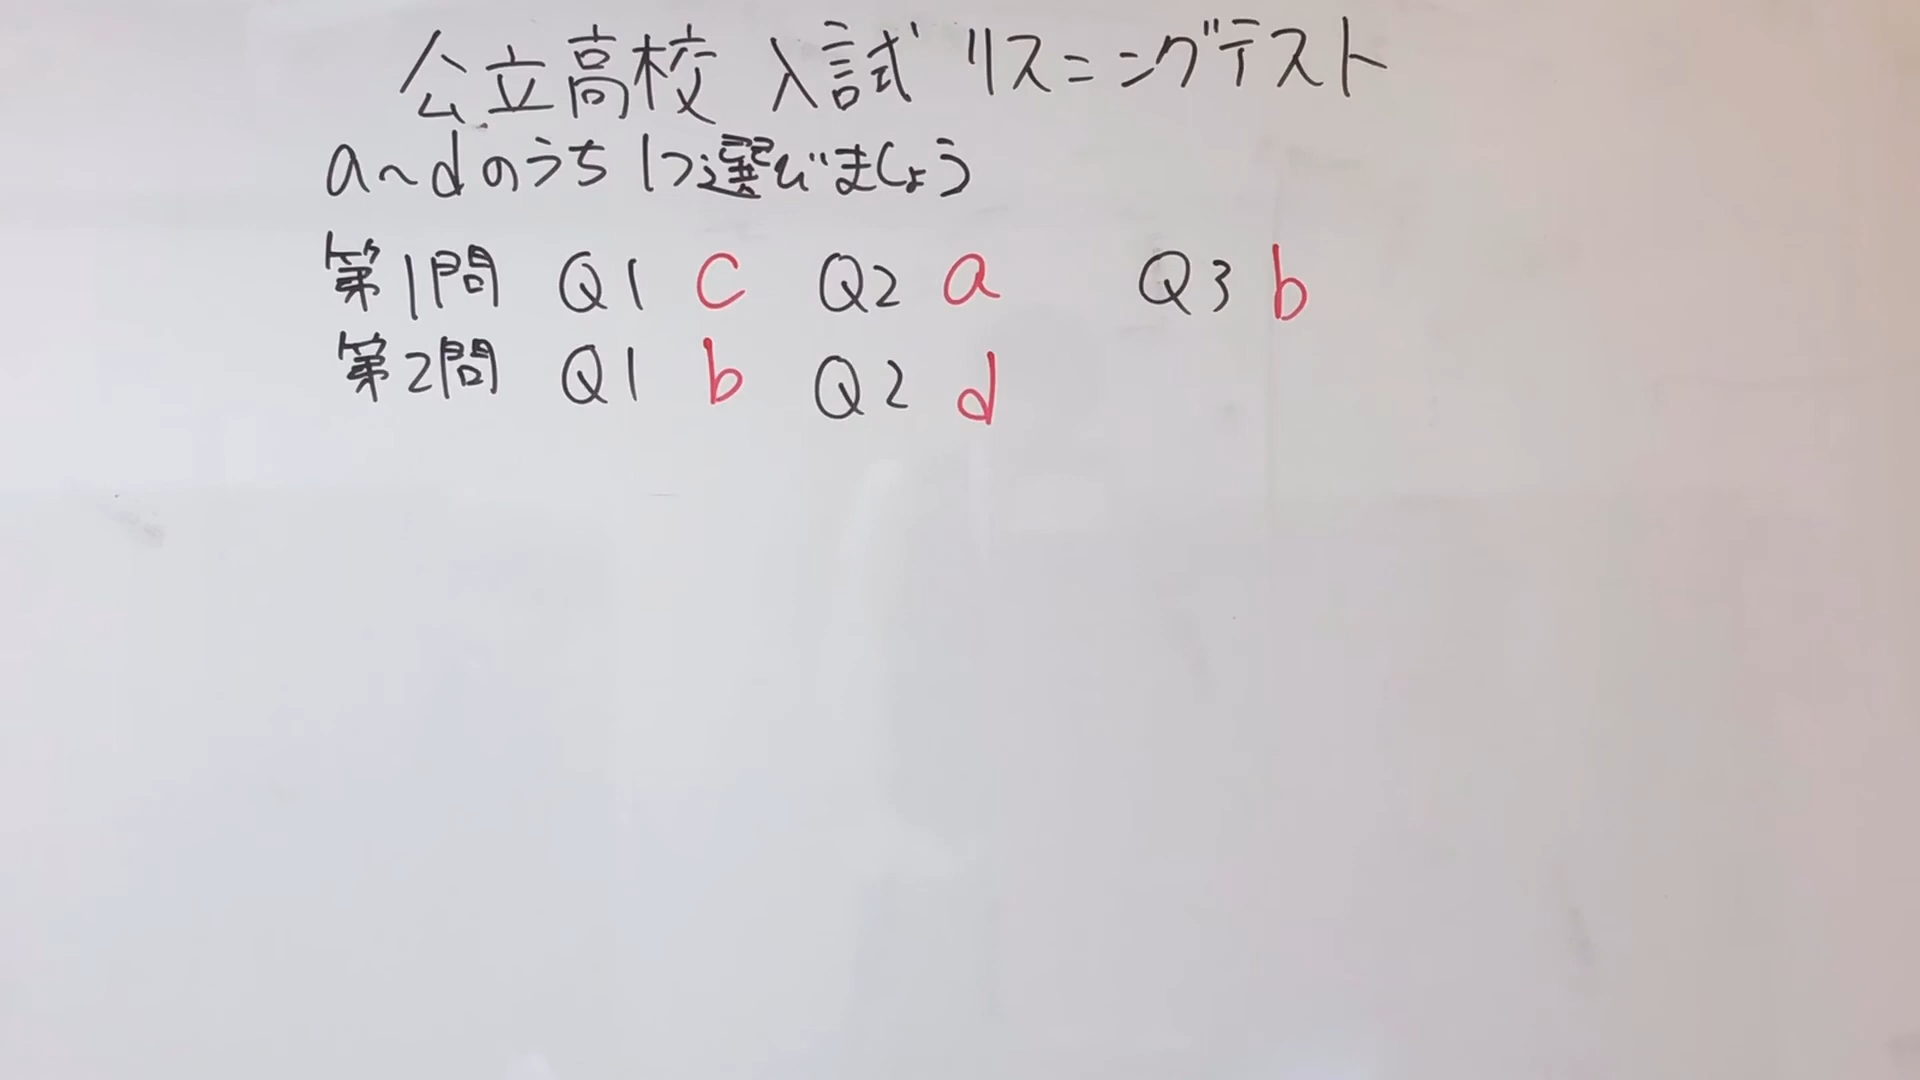 公立高校 入試 リスニングテスト
a~dのうち1つ選びましょう
第1問 Q1 c Q2 a Q3 b
第2問 Q1 b Q2 d